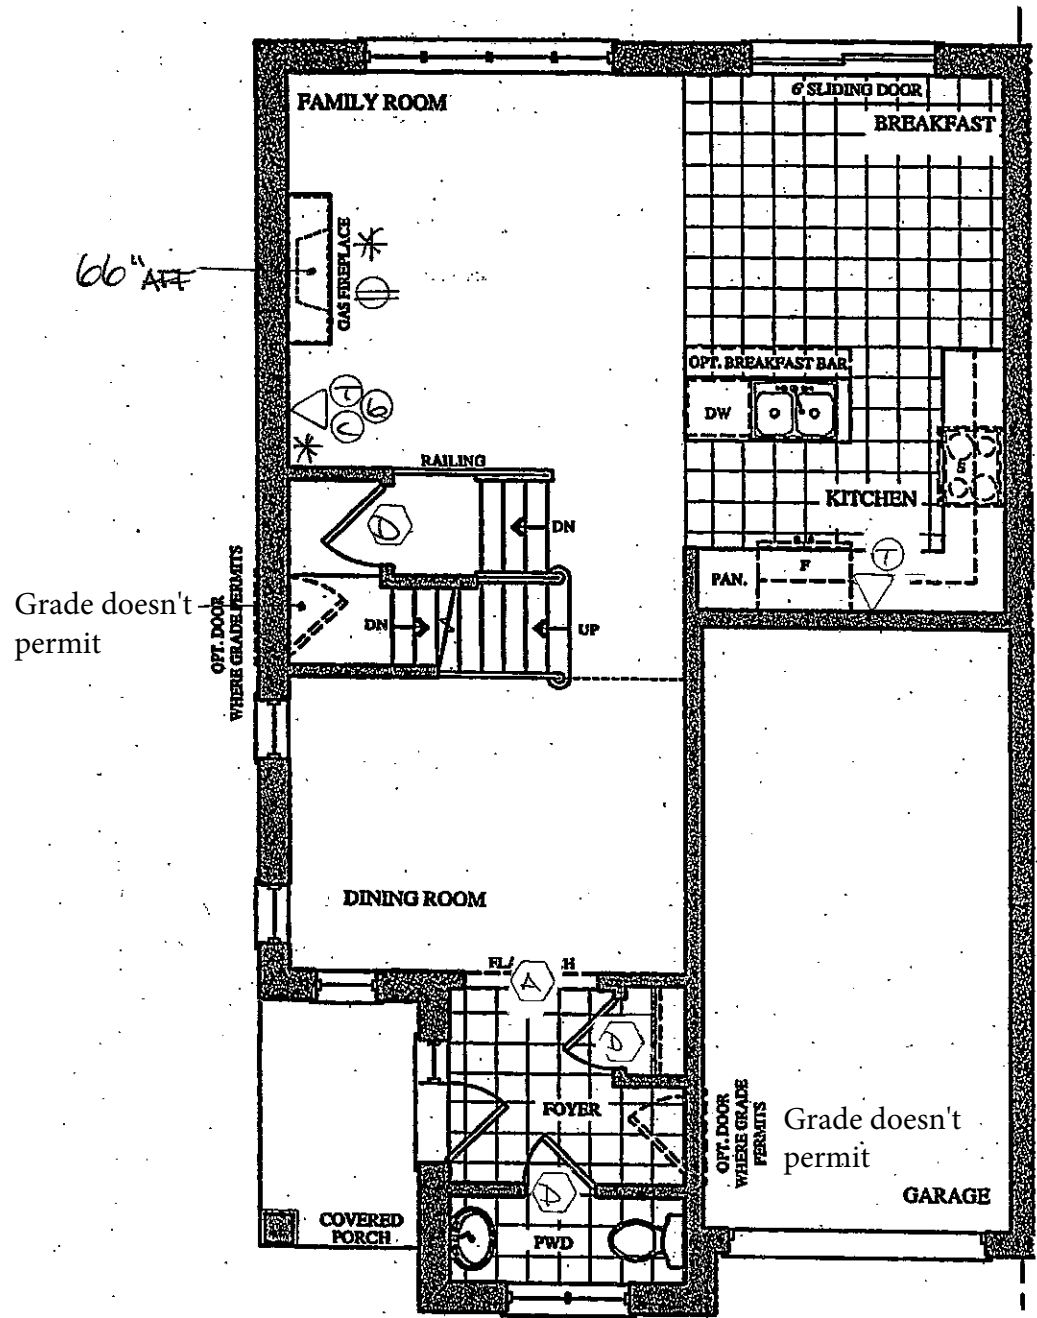 6' SLIDING DOOR
FAMILY ROOM
BREAKFAST
66" AFF
GAS FIREPLACE
OPT. BREAKFAST BAR
DW
RAILING
KITCHEN
DN
T
PAN.
F
Grade doesn't
permit
OPT. DOOR
WHERE GRADE PERMITS
DN
UP
DINING ROOM
A
FOYER
OPT. DOOR
WHERE GRADE
PERMITS
Grade doesn't
permit
A
GARAGE
COVERED
PORCH
PWD